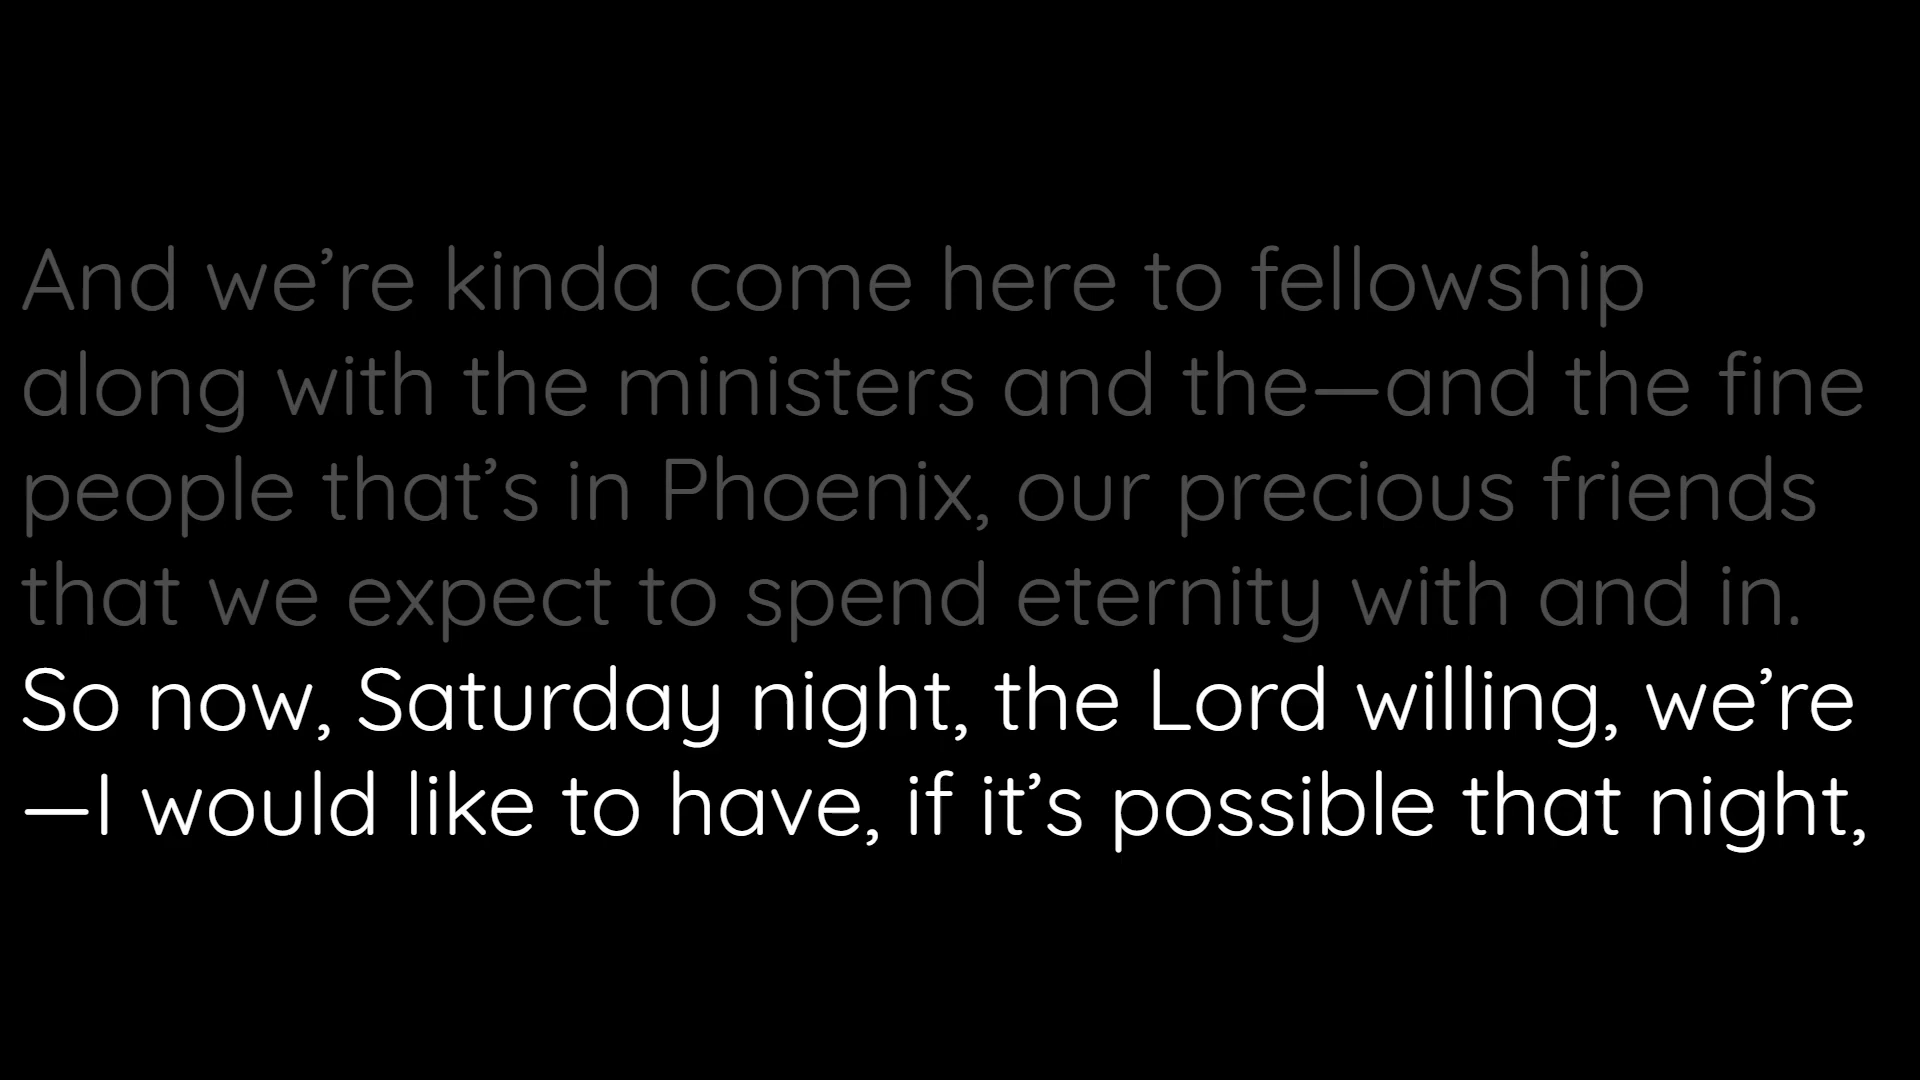 And we’re kinda come here to fellowship
along with the ministers and the—and the fine
people that’s in Phoenix, our precious friends
that we expect to spend eternity with and in.
So now, Saturday night, the Lord willing, we’re
—I would like to have, if it’s possible that night,